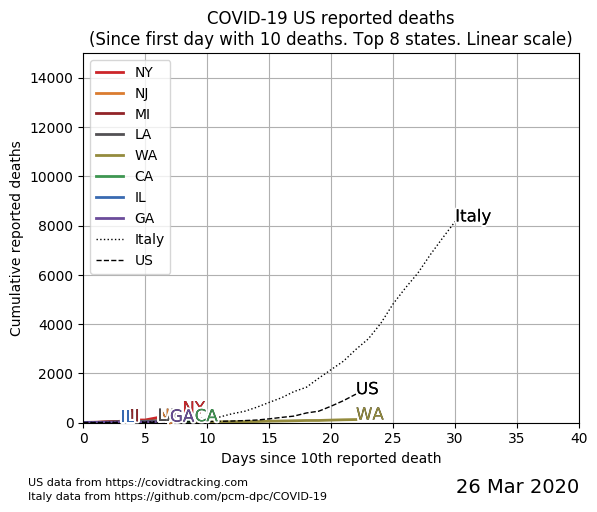 COVID-19 US reported deaths
(Since first day with 10 deaths. Top 8 states. Linear scale)
Cumulative reported deaths
14000
12000
10000
8000
6000
4000
2000
0
NY
NJ
MI
LA
WA
CA
IL
GA
Italy
US
Italy
US
WA
NY
CA
GA
IL
0 5 10 15 20 25 30 35 40
Days since 10th reported death
US data from https://covidtracking.com
Italy data from https://github.com/pcm-dpc/COVID-19
26 Mar 2020